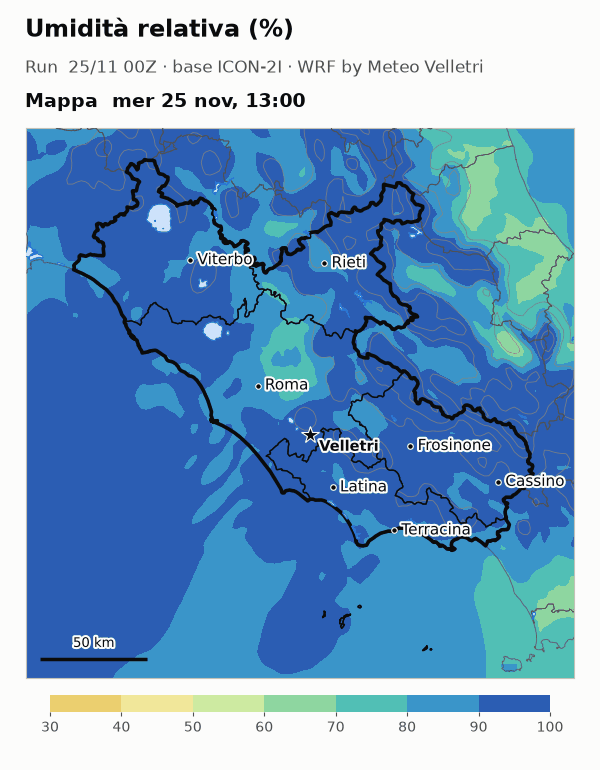 Umidità relativa (%)
Run  25/11 00Z · base ICON-2I · WRF by Meteo Velletri
Mappa  mer 25 nov, 13:00
Viterbo
Rieti
Roma
Velletri
Frosinone
Latina
Cassino
Terracina
50 km
30 40 50 60 70 80 90 100